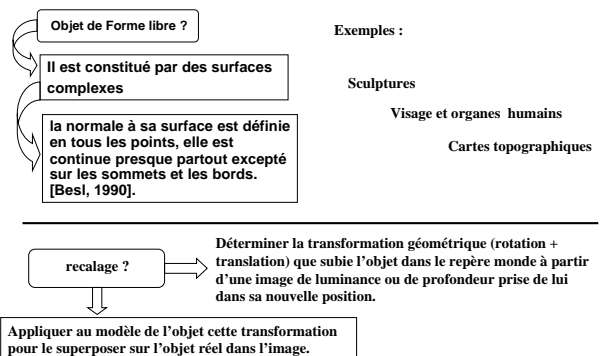 Objet de Forme libre ?
Il est constitué par des surfaces
complexes
la normale à sa surface est définie
en tous les points, elle est
continue presque partout excepté
sur les sommets et les bords.
[Besl, 1990].
Exemples :
Sculptures
Visage et organes humains
Cartes topographiques
recalage ?
Déterminer la transformation géométrique (rotation +
translation) que subie l’objet dans le repère monde à partir
d’une image de luminance ou de profondeur prise de lui
dans sa nouvelle position.
Appliquer au modèle de l’objet cette transformation
pour le superposer sur l’objet réel dans l’image.